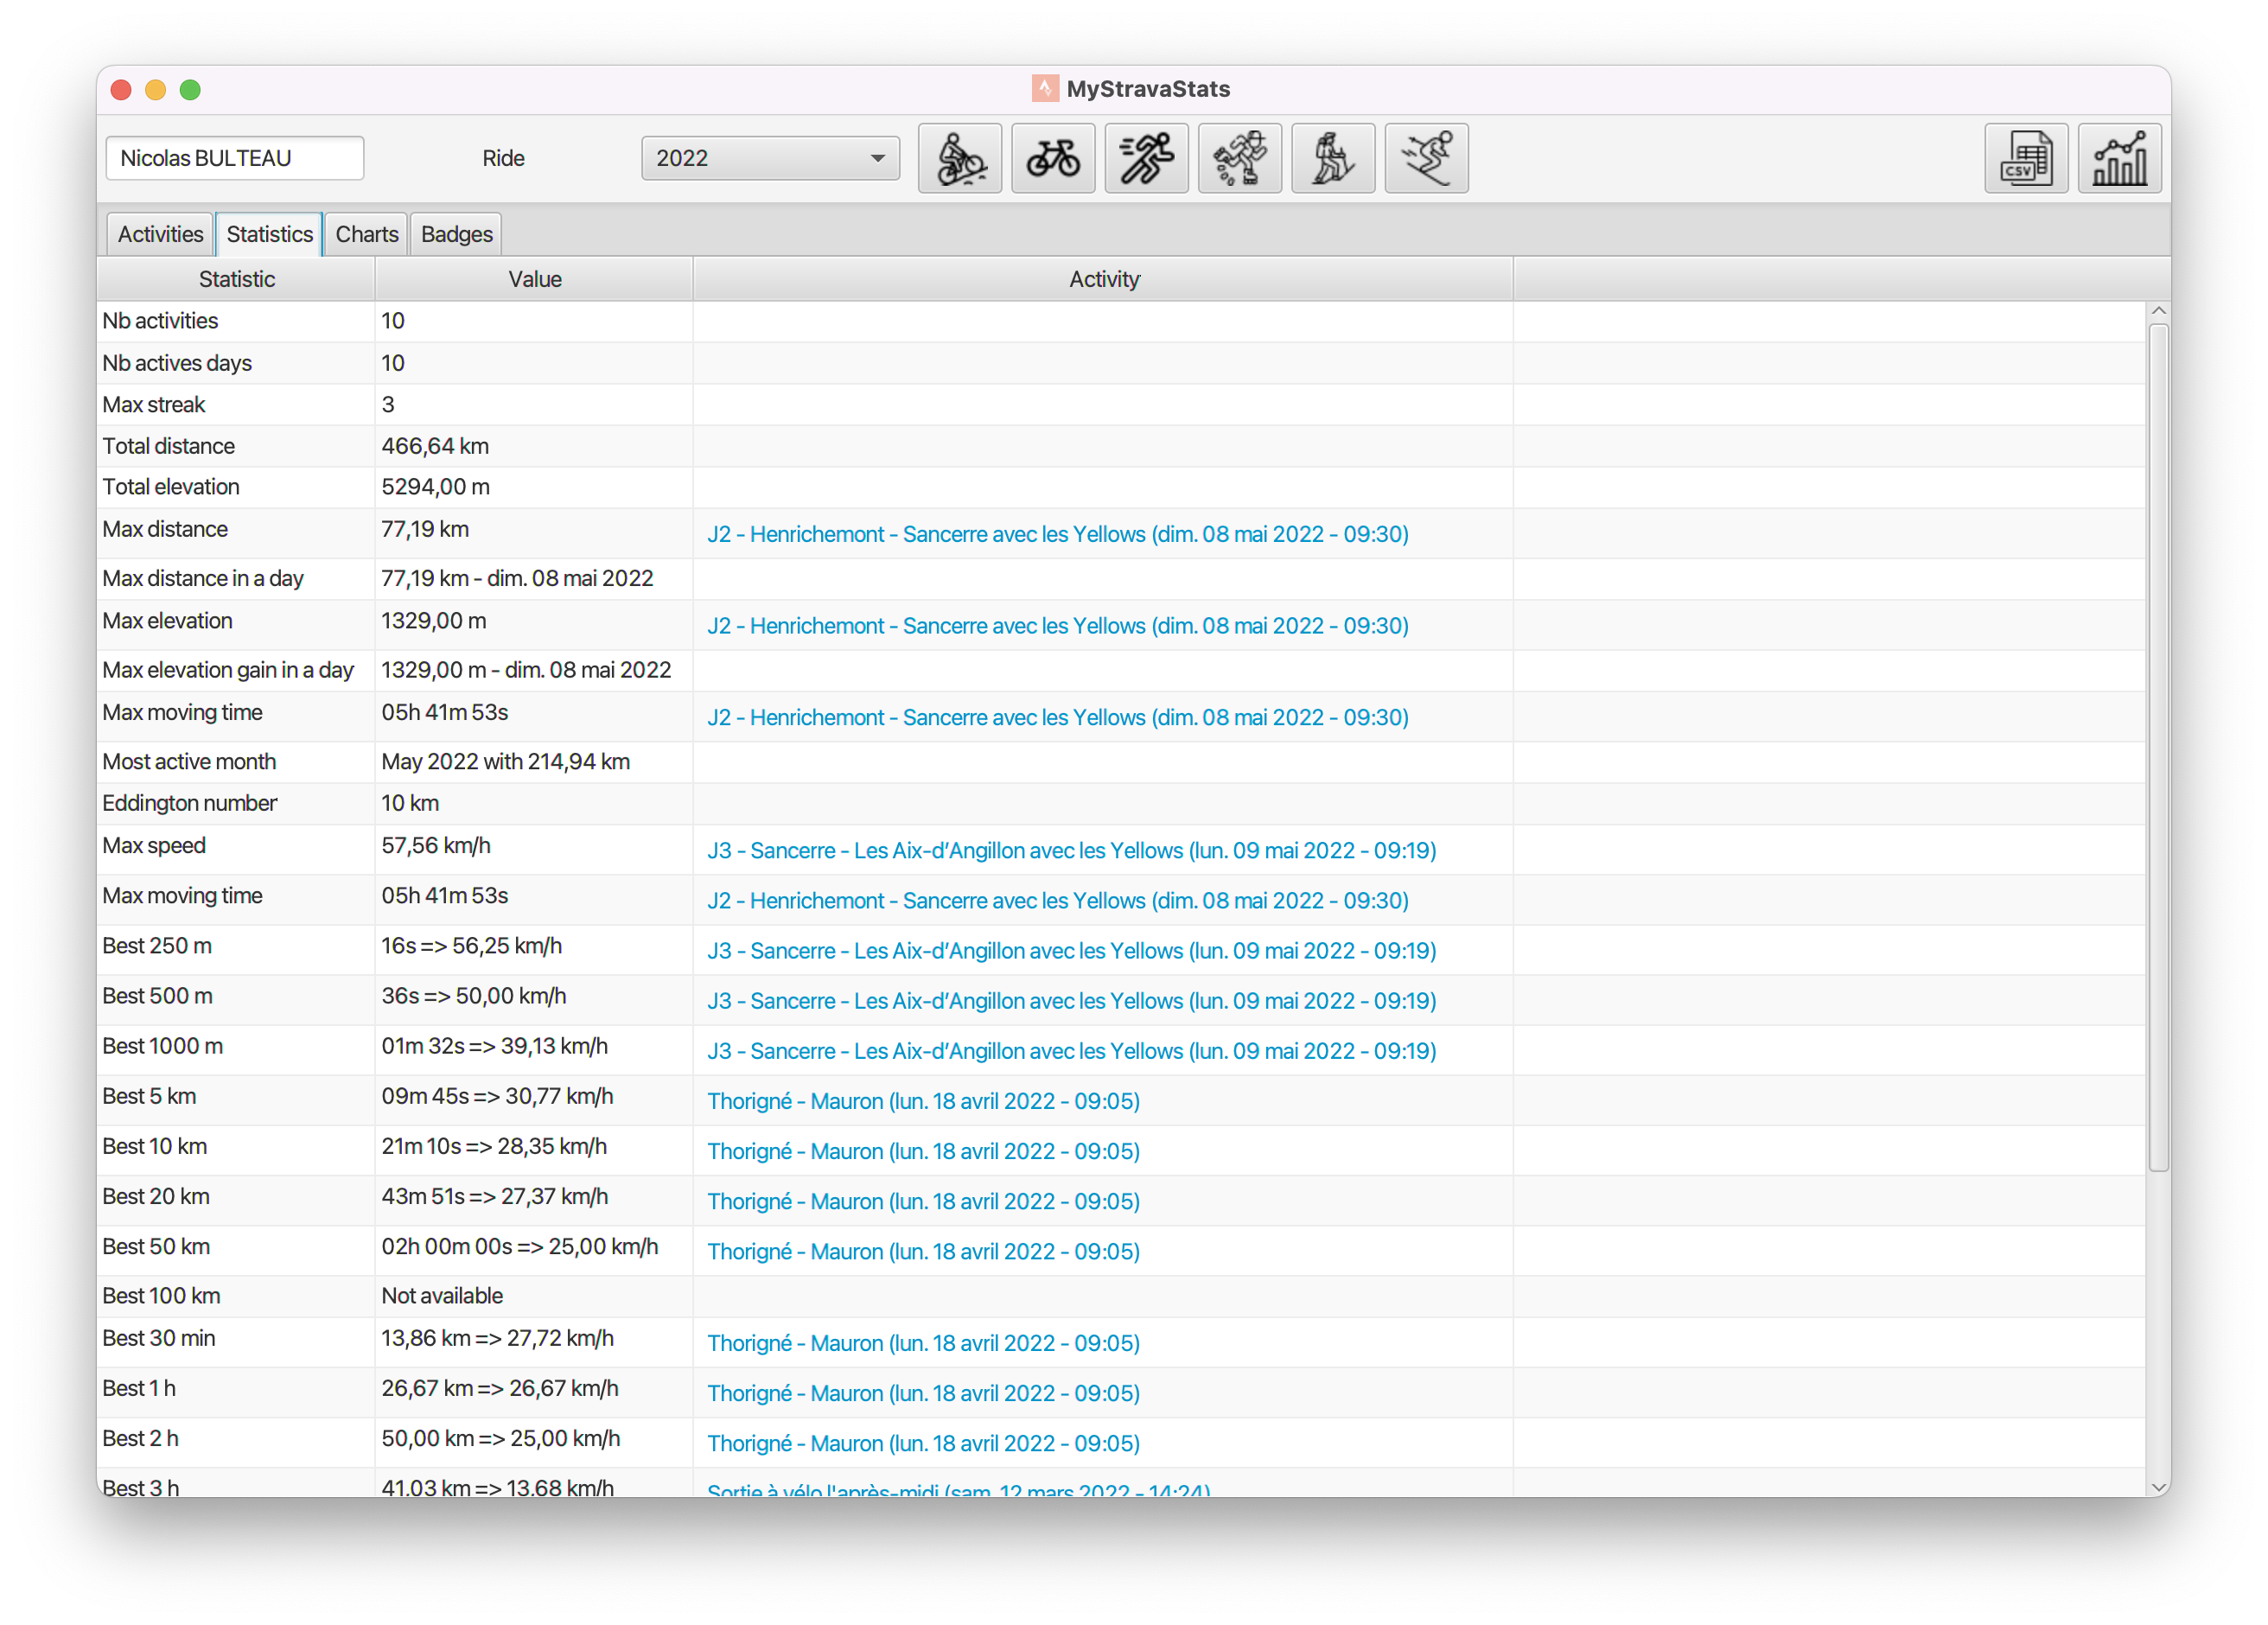 MyStravaStats
Nicolas BULTEAU Ride 2022 CSV
Activities Statistics Charts Badges
Statistic Value Activity
Nb activities 10
Nb actives days 10
Max streak 3
Total distance 466,64 km
Total elevation 5294,00 m
Max distance 77,19 km J2 - Henrichemont - Sancerre avec les Yellows (dim. 08 mai 2022 - 09:30)
Max distance in a day 77,19 km - dim. 08 mai 2022
Max elevation 1329,00 m J2 - Henrichemont - Sancerre avec les Yellows (dim. 08 mai 2022 - 09:30)
Max elevation gain in a day 1329,00 m - dim. 08 mai 2022
Max moving time 05h 41m 53s J2 - Henrichemont - Sancerre avec les Yellows (dim. 08 mai 2022 - 09:30)
Most active month May 2022 with 214,94 km
Eddington number 10 km
Max speed 57,56 km/h J3 - Sancerre - Les Aix-d’Angillon avec les Yellows (lun. 09 mai 2022 - 09:19)
Max moving time 05h 41m 53s J2 - Henrichemont - Sancerre avec les Yellows (dim. 08 mai 2022 - 09:30)
Best 250 m 16s => 56,25 km/h J3 - Sancerre - Les Aix-d’Angillon avec les Yellows (lun. 09 mai 2022 - 09:19)
Best 500 m 36s => 50,00 km/h J3 - Sancerre - Les Aix-d’Angillon avec les Yellows (lun. 09 mai 2022 - 09:19)
Best 1000 m 01m 32s => 39,13 km/h J3 - Sancerre - Les Aix-d’Angillon avec les Yellows (lun. 09 mai 2022 - 09:19)
Best 5 km 09m 45s => 30,77 km/h Thorigné - Mauron (lun. 18 avril 2022 - 09:05)
Best 10 km 21m 10s => 28,35 km/h Thorigné - Mauron (lun. 18 avril 2022 - 09:05)
Best 20 km 43m 51s => 27,37 km/h Thorigné - Mauron (lun. 18 avril 2022 - 09:05)
Best 50 km 02h 00m 00s => 25,00 km/h Thorigné - Mauron (lun. 18 avril 2022 - 09:05)
Best 100 km Not available
Best 30 min 13,86 km => 27,72 km/h Thorigné - Mauron (lun. 18 avril 2022 - 09:05)
Best 1 h 26,67 km => 26,67 km/h Thorigné - Mauron (lun. 18 avril 2022 - 09:05)
Best 2 h 50,00 km => 25,00 km/h Thorigné - Mauron (lun. 18 avril 2022 - 09:05)
Best 3 h 41,03 km => 13,68 km/h Sortie à vélo l'après-midi (sam. 12 mars 2022 - 14:24)